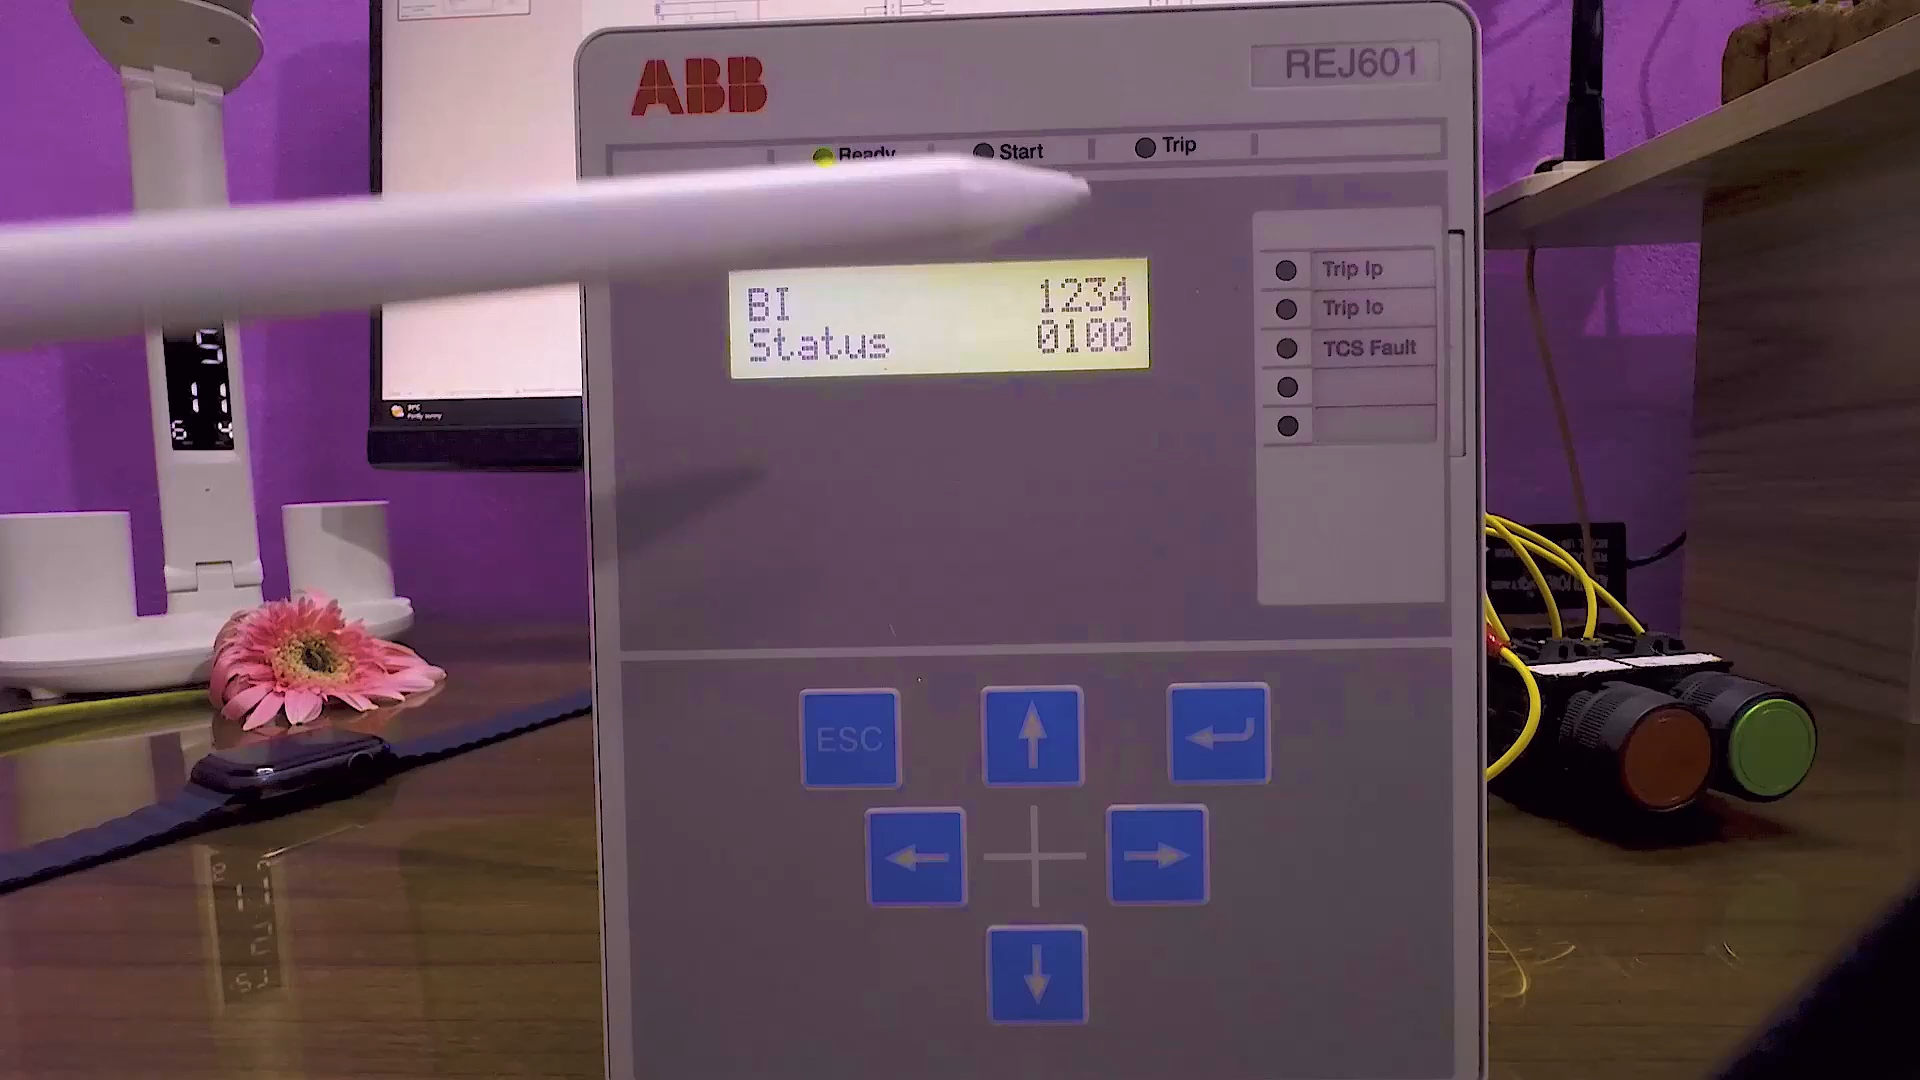 ABB
REJ601
Ready
Start
Trip
BI 1234
Status 0100
Trip Ip
Trip Io
TCS Fault
ESC